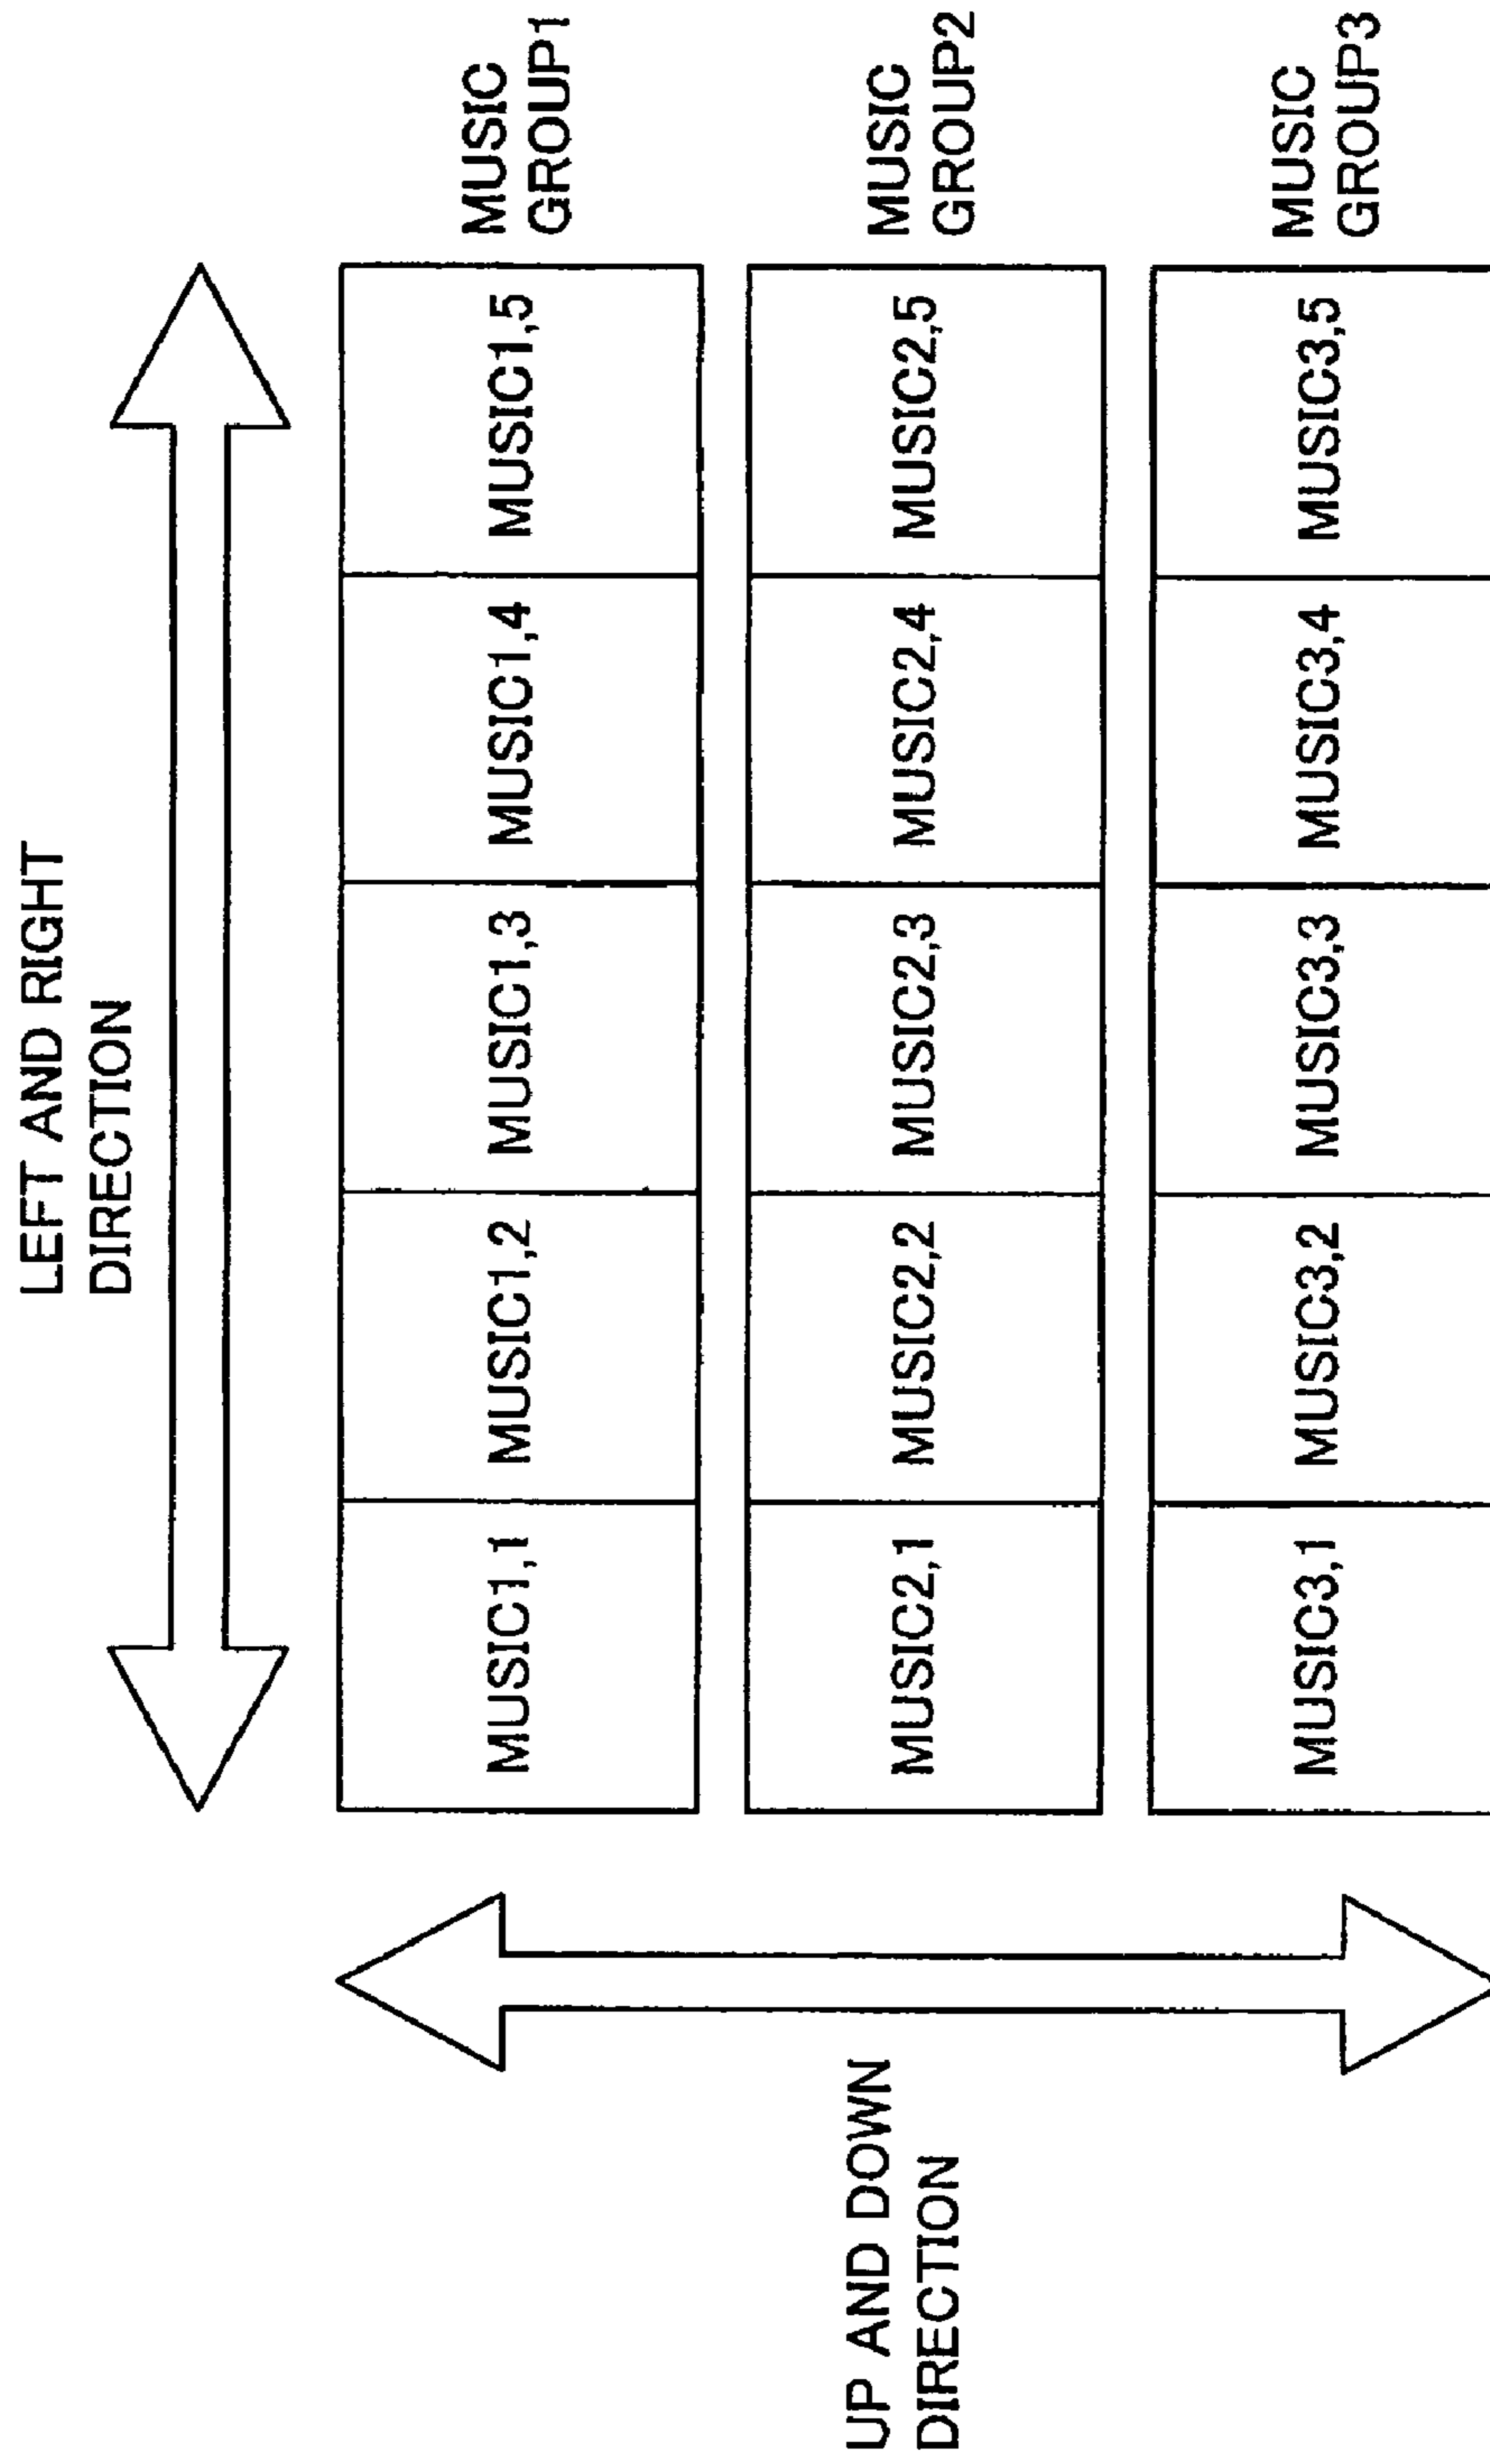 LEFT AND RIGHT
DIRECTION
UP AND DOWN
DIRECTION
MUSIC1,1
MUSIC1,2
MUSIC1,3
MUSIC1,4
MUSIC1,5
MUSIC
GROUP1
MUSIC2,1
MUSIC2,2
MUSIC2,3
MUSIC2,4
MUSIC2,5
MUSIC
GROUP2
MUSIC3,1
MUSIC3,2
MUSIC3,3
MUSIC3,4
MUSIC3,5
MUSIC
GROUP3